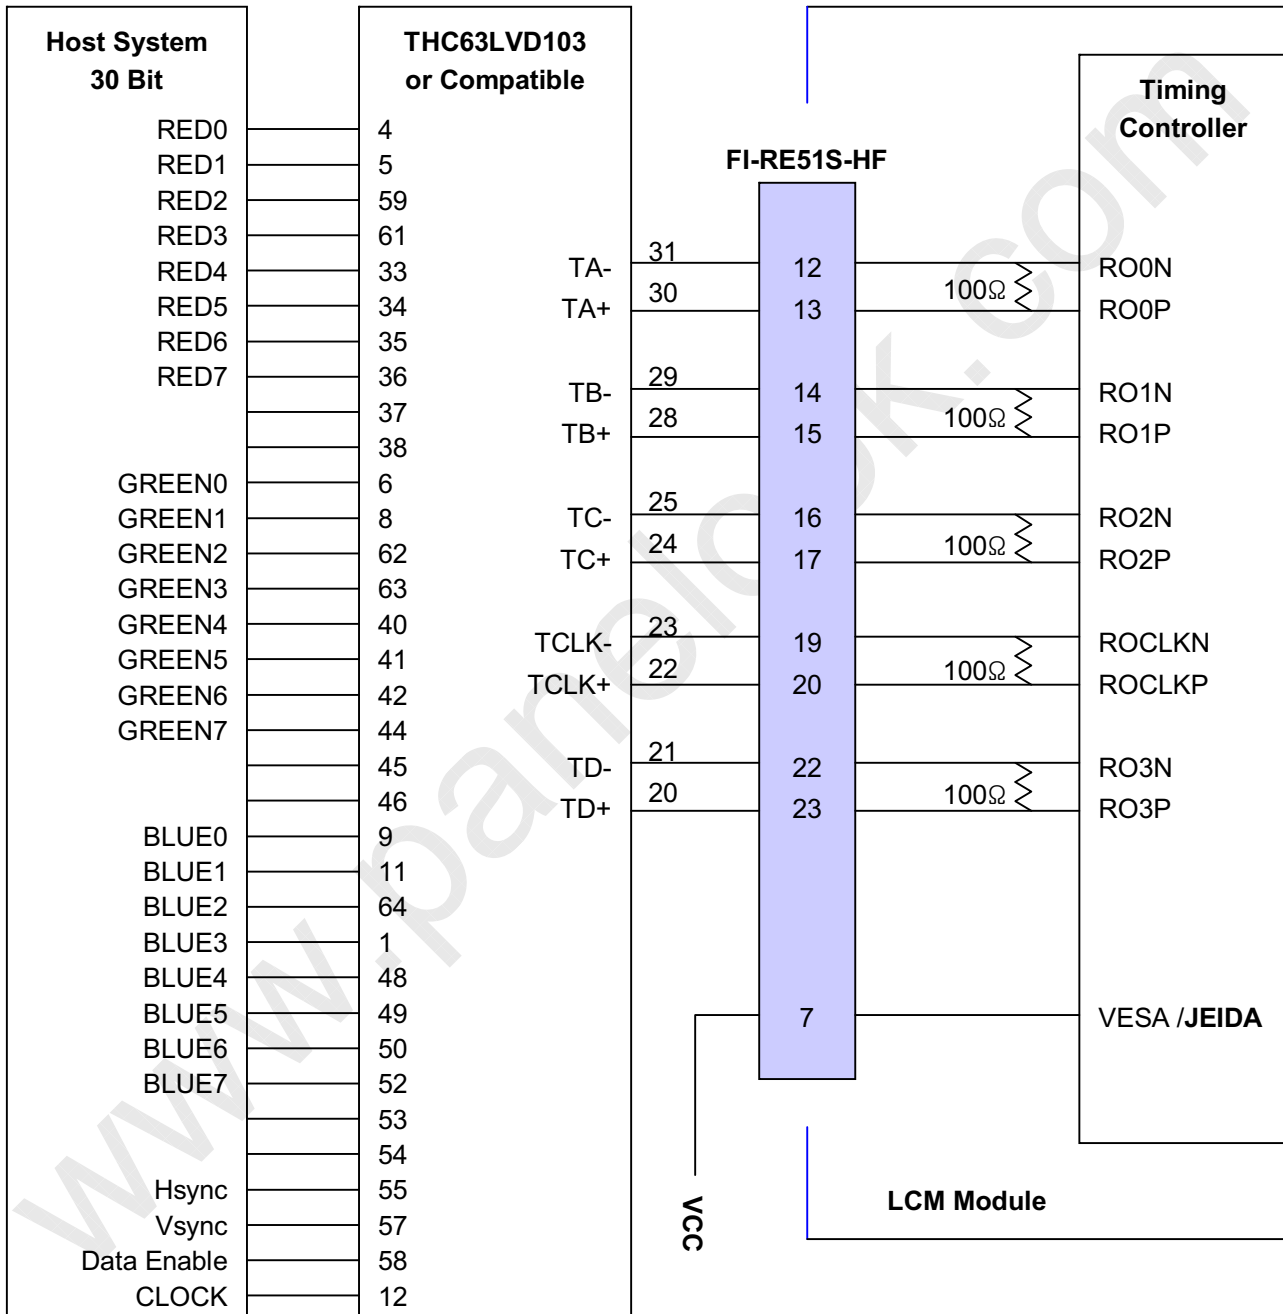 Host System
30 Bit
RED0
RED1
RED2
RED3
RED4
RED5
RED6
RED7
GREEN0
GREEN1
GREEN2
GREEN3
GREEN4
GREEN5
GREEN6
GREEN7
BLUE0
BLUE1
BLUE2
BLUE3
BLUE4
BLUE5
BLUE6
BLUE7
Hsync
Vsync
Data Enable
CLOCK
THC63LVD103
or Compatible
4
5
59
61
33
34
35
36
37
38
6
8
62
63
40
41
42
44
45
46
9
11
64
1
48
49
50
52
53
54
55
57
58
12
TA-
TA+
TB-
TB+
TC-
TC+
TCLK-
TCLK+
TD-
TD+
31
30
29
28
25
24
23
22
21
20
FI-RE51S-HF
12
13
14
15
16
17
19
20
22
23
7
VCC
100Ω
100Ω
100Ω
100Ω
100Ω
Timing
Controller
RO0N
RO0P
RO1N
RO1P
RO2N
RO2P
ROCLKN
ROCLKP
RO3N
RO3P
VESA /JEIDA
LCM Module
www.panelook.com